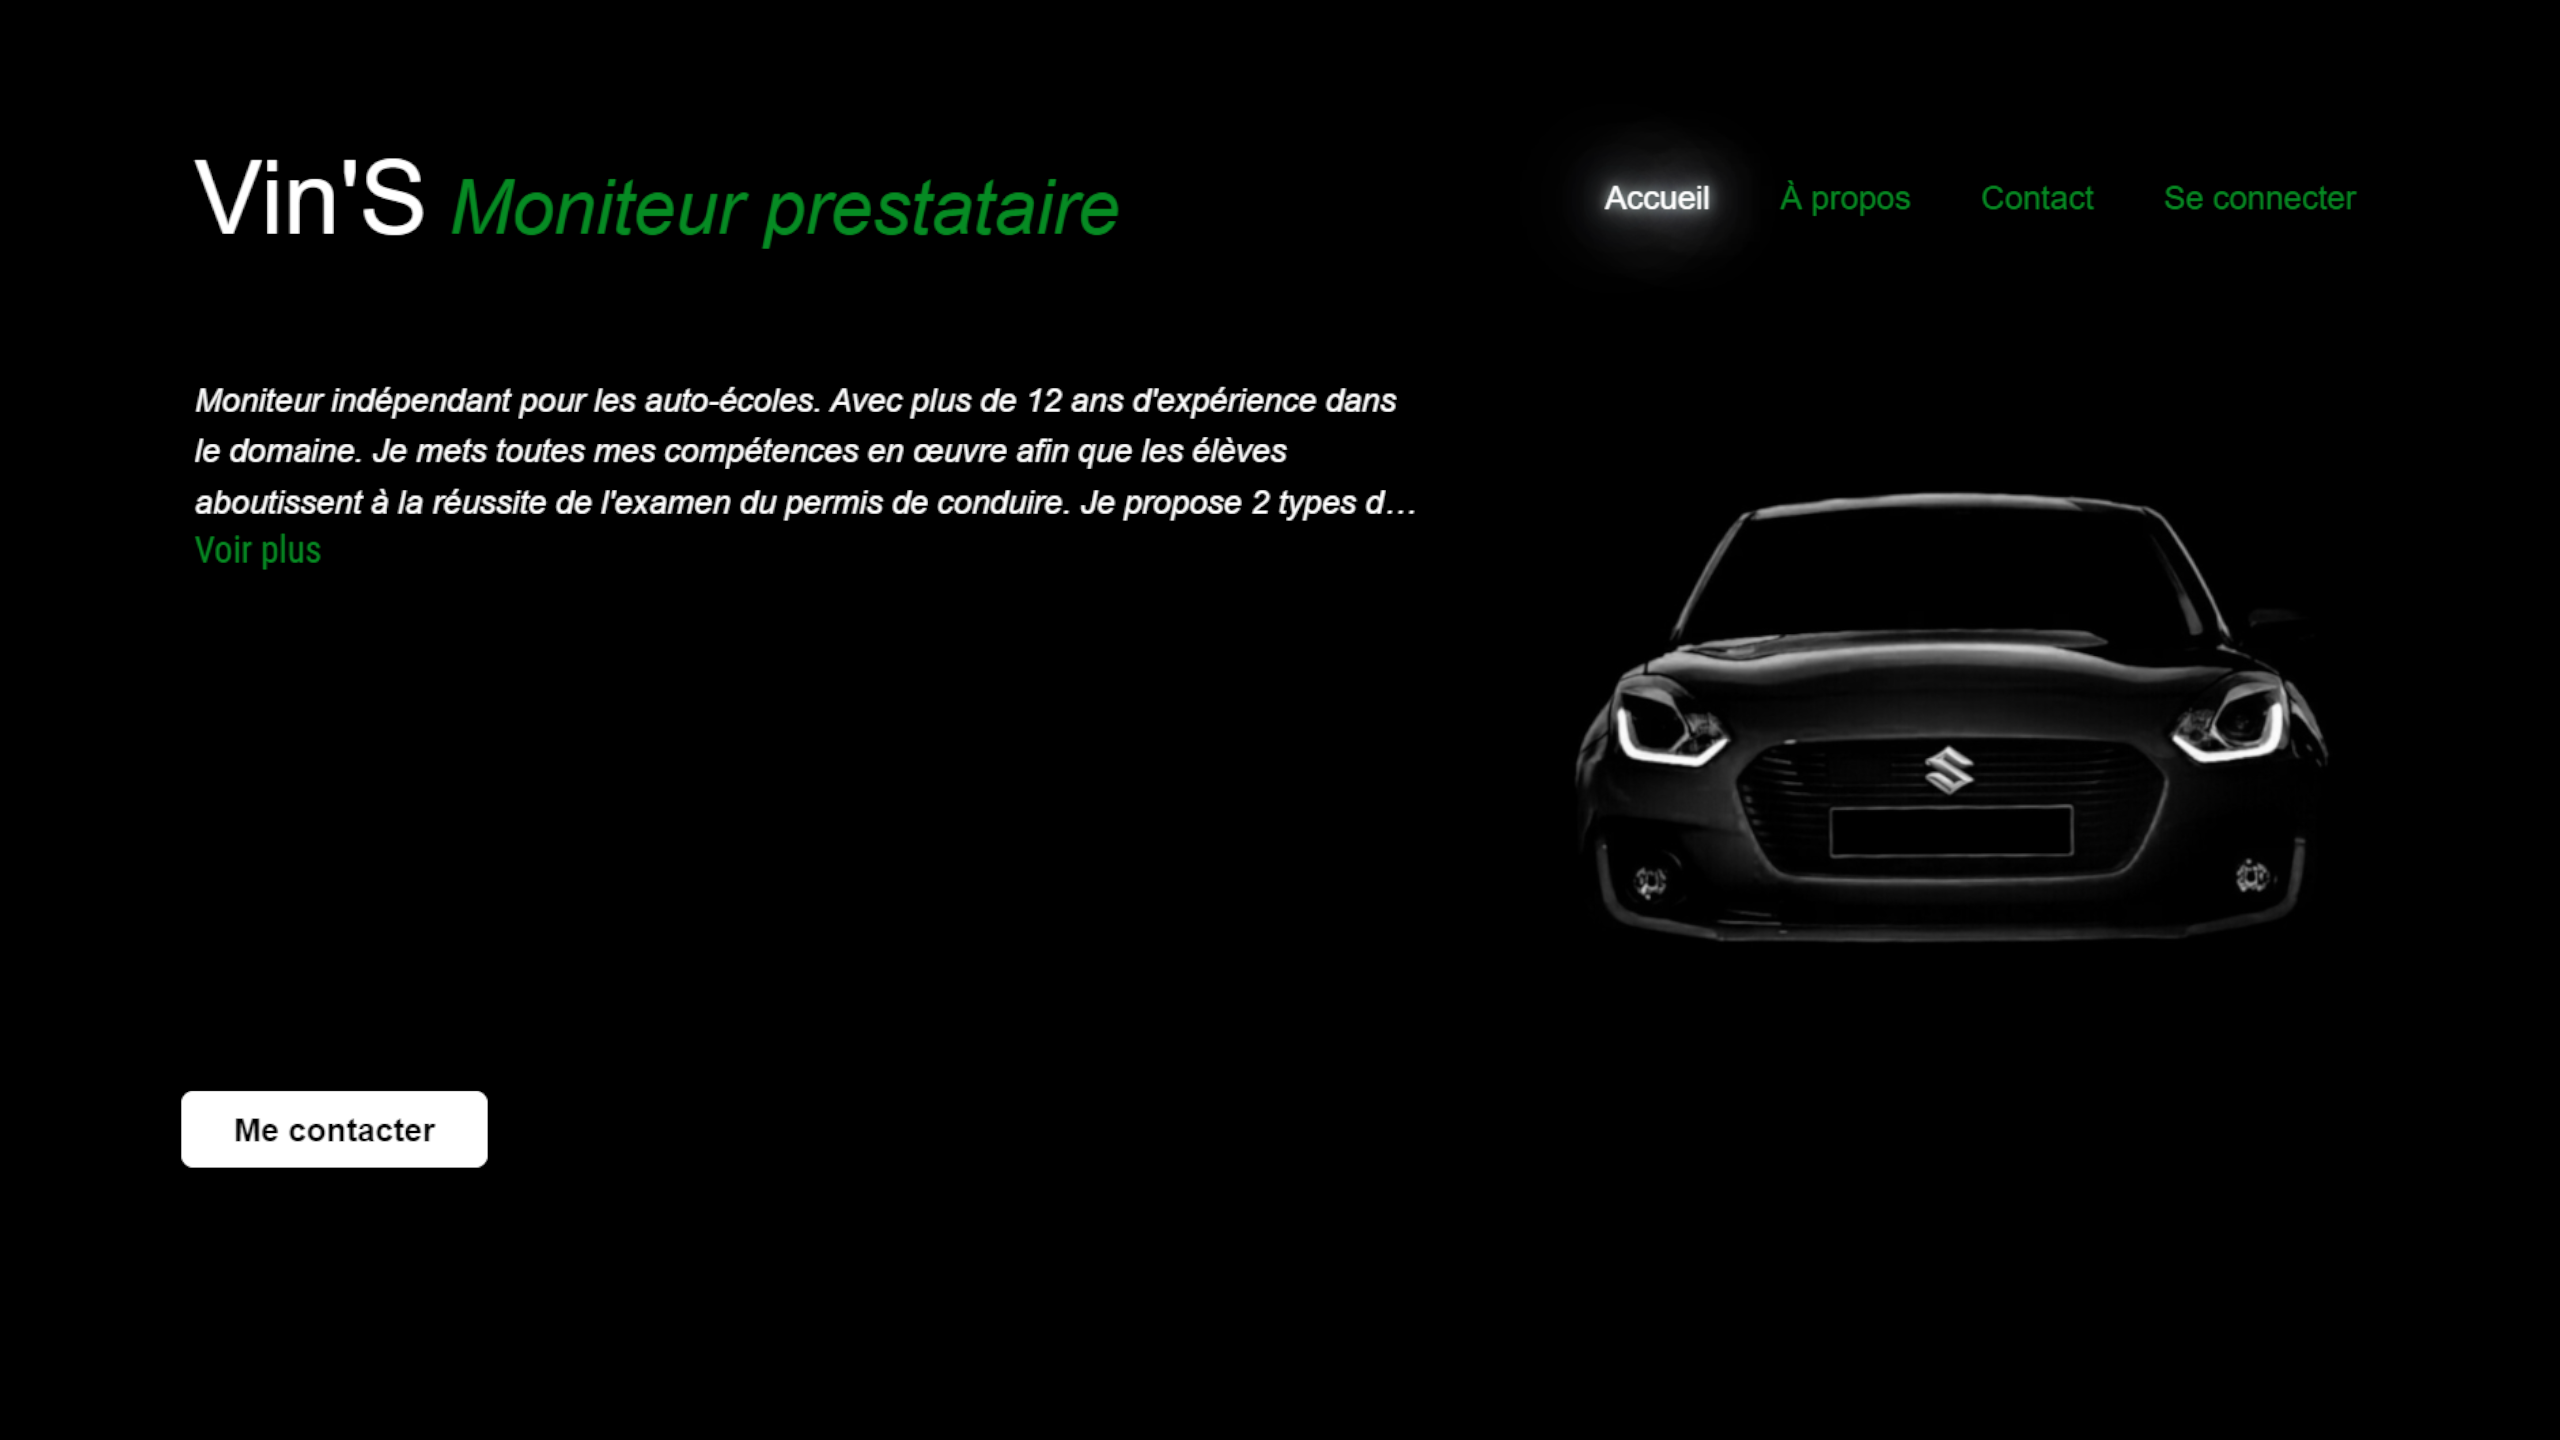 Vin'S Moniteur prestataire
Accueil
À propos
Contact
Se connecter
Moniteur indépendant pour les auto-écoles. Avec plus de 12 ans d'expérience dans
le domaine. Je mets toutes mes compétences en œuvre afin que les élèves
aboutissent à la réussite de l'examen du permis de conduire. Je propose 2 types d…
Voir plus
Me contacter